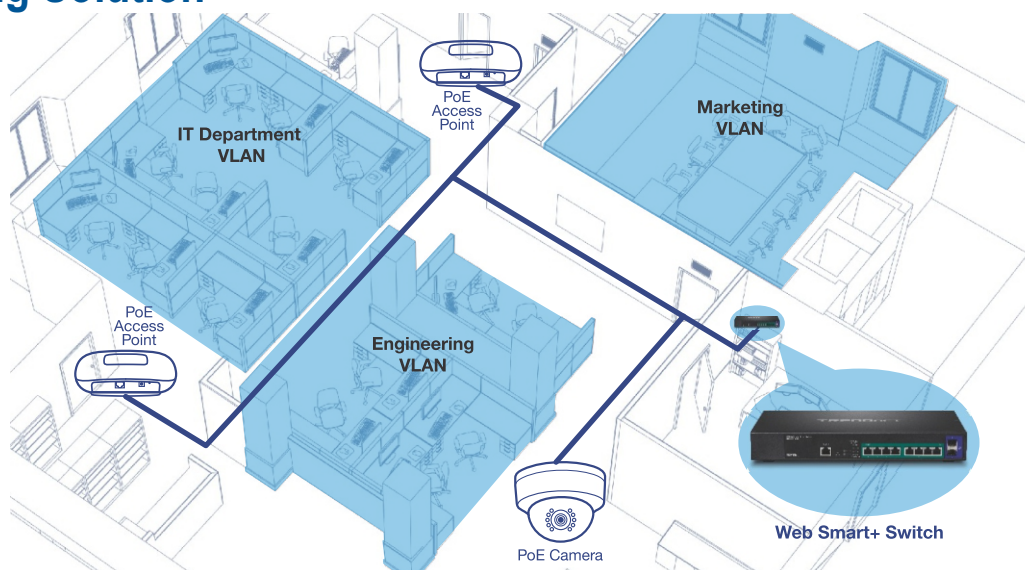 g Solution
PoE
Access
Point
Marketing
VLAN
IT Department
VLAN
PoE
Access
Point
Engineering
VLAN
TRENDnet
PoE Camera
Web Smart+ Switch